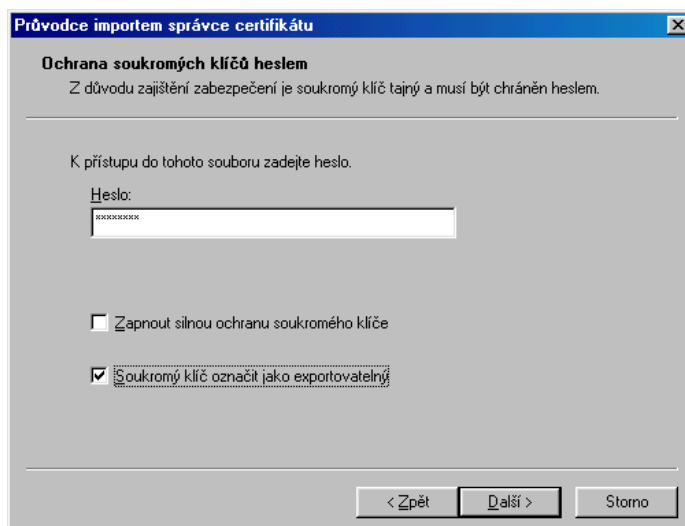 Průvodce importem správce certifikátu
Ochrana soukromých klíčů heslem
Z důvodu zajištění zabezpečení je soukromý klíč tajný a musí být chráněn heslem.
K přístupu do tohoto souboru zadejte heslo.
Heslo:
********
Zapnout silnou ochranu soukromého klíče
Soukromý klíč označit jako exportovatelný
< Zpět
Další >
Storno